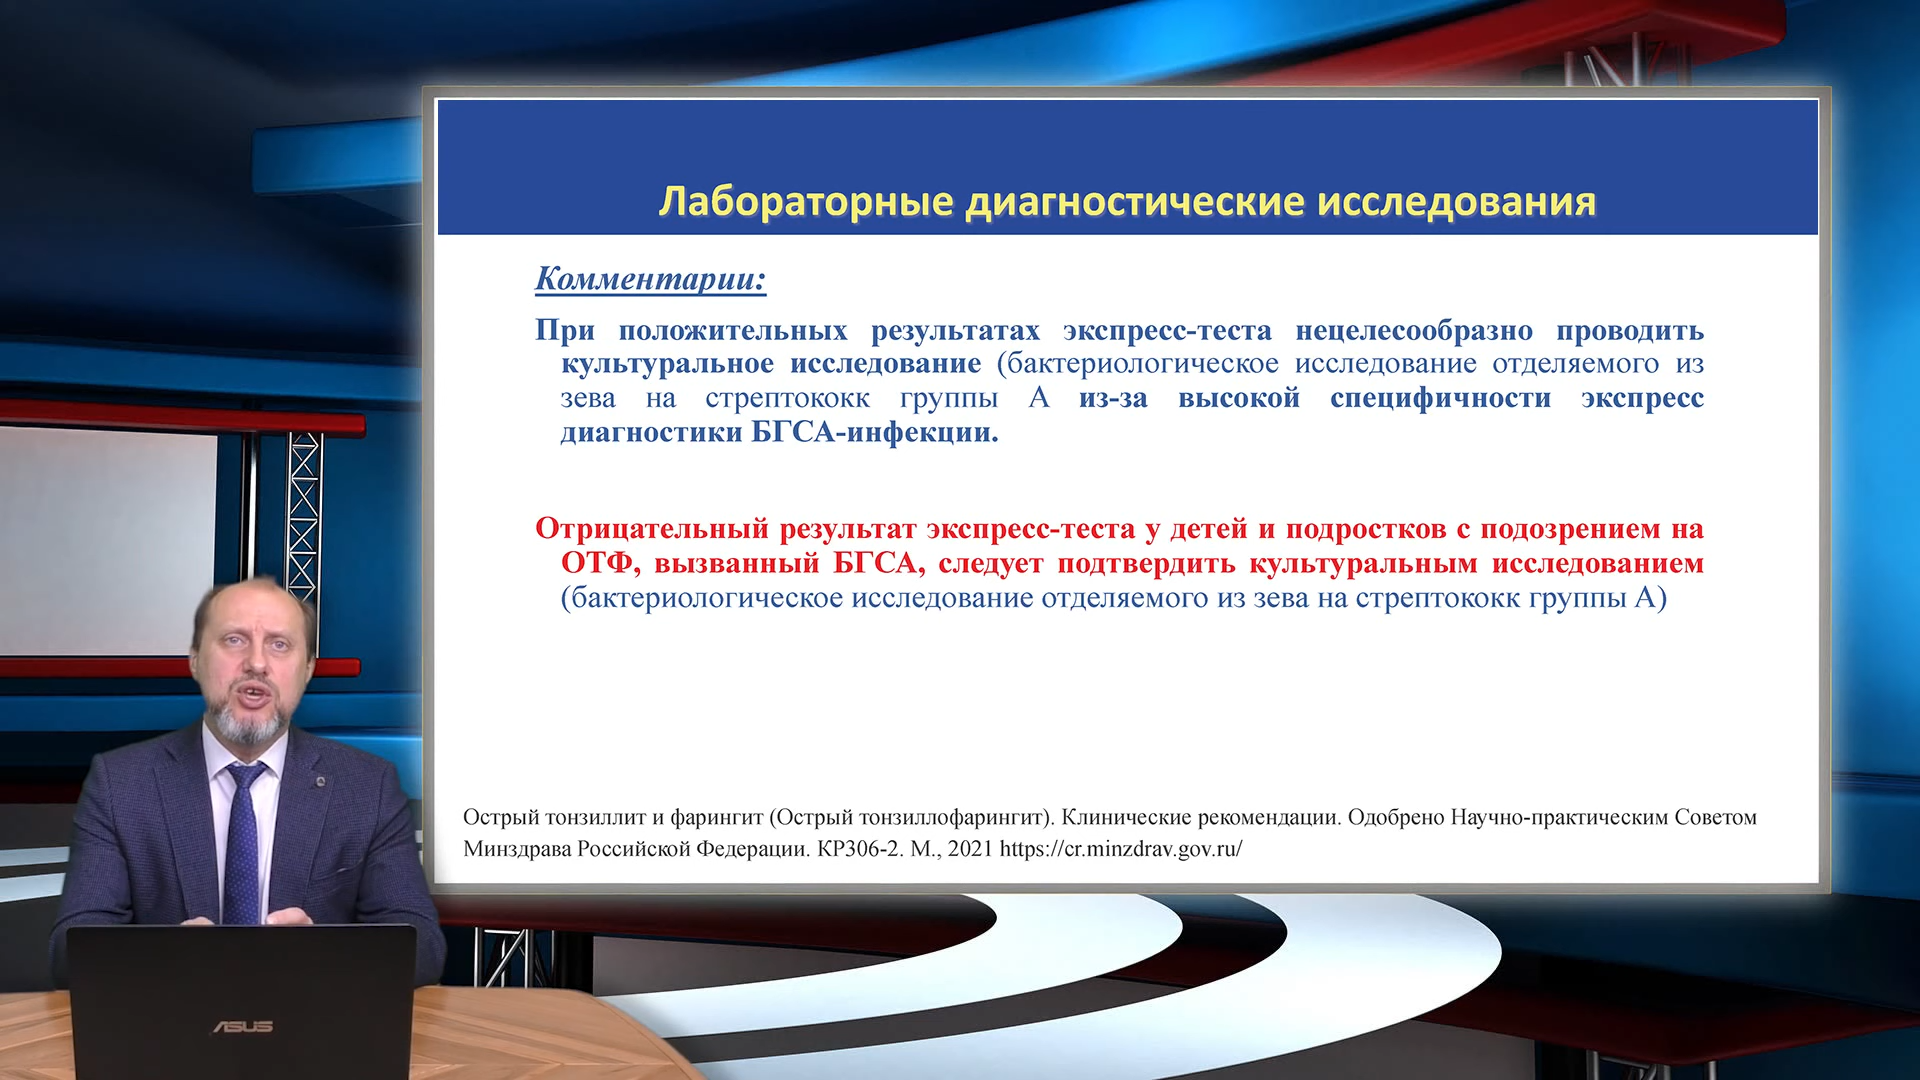 Лабораторные диагностические исследования
Комментарии:
При положительных результатах экспресс-теста нецелесообразно проводить
культуральное исследование (бактериологическое исследование отделяемого из
зева на стрептококк группы А из-за высокой специфичности экспресс
диагностики БГСА-инфекции.
Отрицательный результат экспресс-теста у детей и подростков с подозрением на
ОТФ, вызванный БГСА, следует подтвердить культуральным исследованием
(бактериологическое исследование отделяемого из зева на стрептококк группы А)
Острый тонзиллит и фарингит (Острый тонзиллофарингит). Клинические рекомендации. Одобрено Научно-практическим Советом
Минздрава Российской Федерации. КР306-2. М., 2021 https://cr.minzdrav.gov.ru/
ASUS